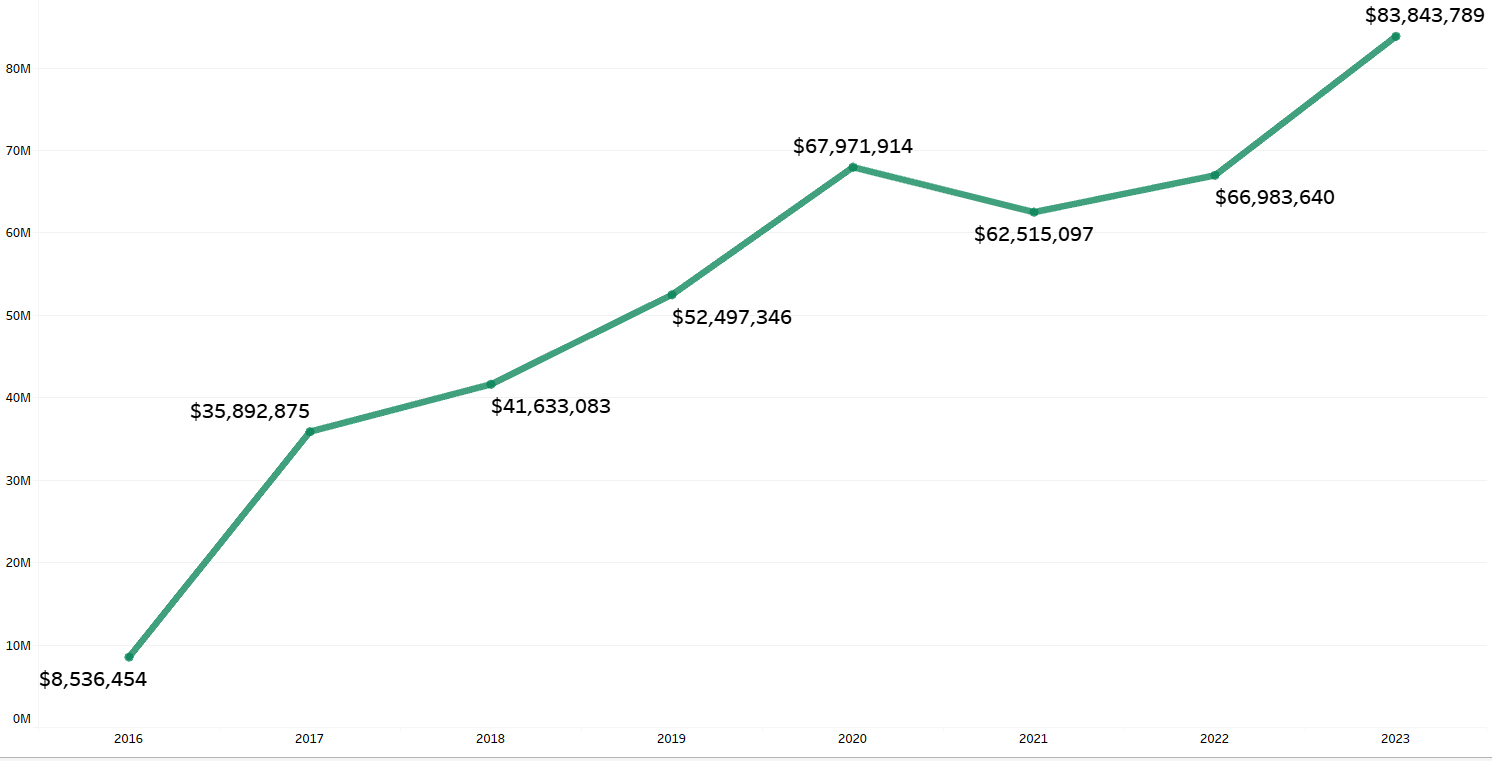 $83,843,789
80M
$67,971,914
70M
$66,983,640
$62,515,097
60M
$52,497,346
50M
$41,633,083
40M
$35,892,875
30M
20M
10M
$8,536,454
0M
2016 2017 2018 2019 2020 2021 2022 2023